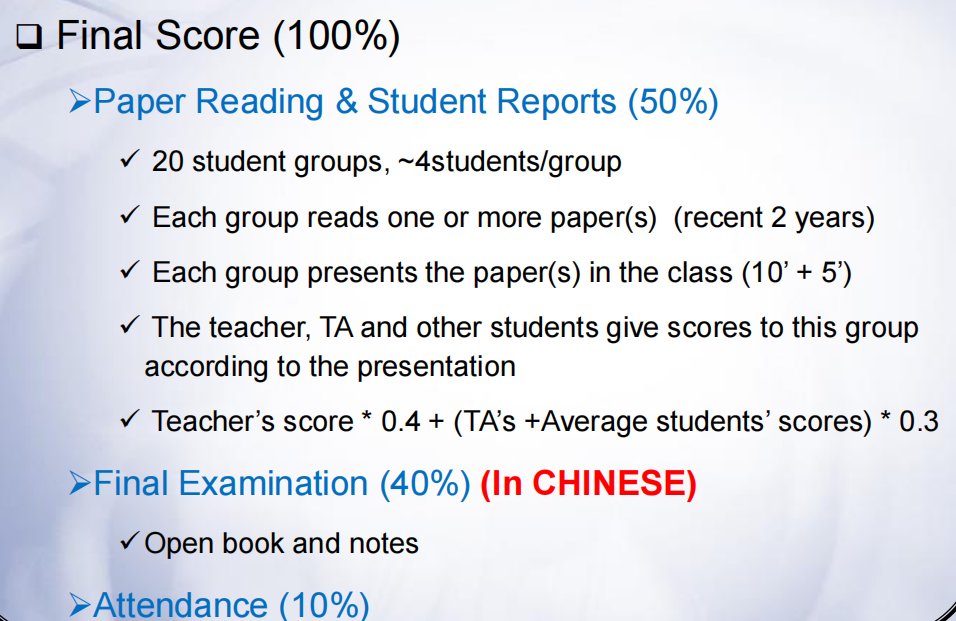 ❑ Final Score (100%)
➢Paper Reading & Student Reports (50%)
✓ 20 student groups, ~4students/group
✓ Each group reads one or more paper(s) (recent 2 years)
✓ Each group presents the paper(s) in the class (10’ + 5’)
✓ The teacher, TA and other students give scores to this group
according to the presentation
✓ Teacher’s score * 0.4 + (TA’s +Average students’ scores) * 0.3
➢Final Examination (40%) (In CHINESE)
✓Open book and notes
➢Attendance (10%)